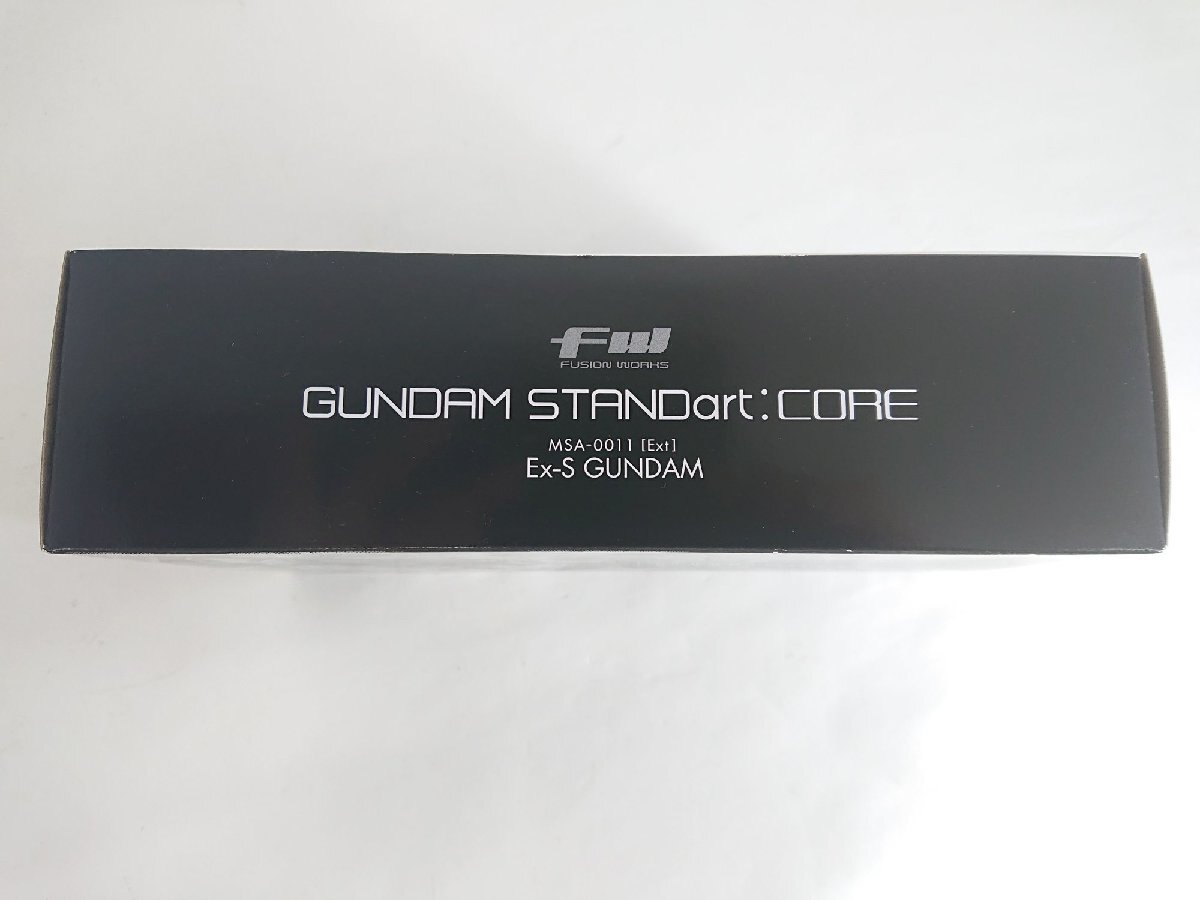 FW
FUSION WORKS
GUNDAM STANDart:CORE
MSA-0011 [Ext]
Ex-S GUNDAM